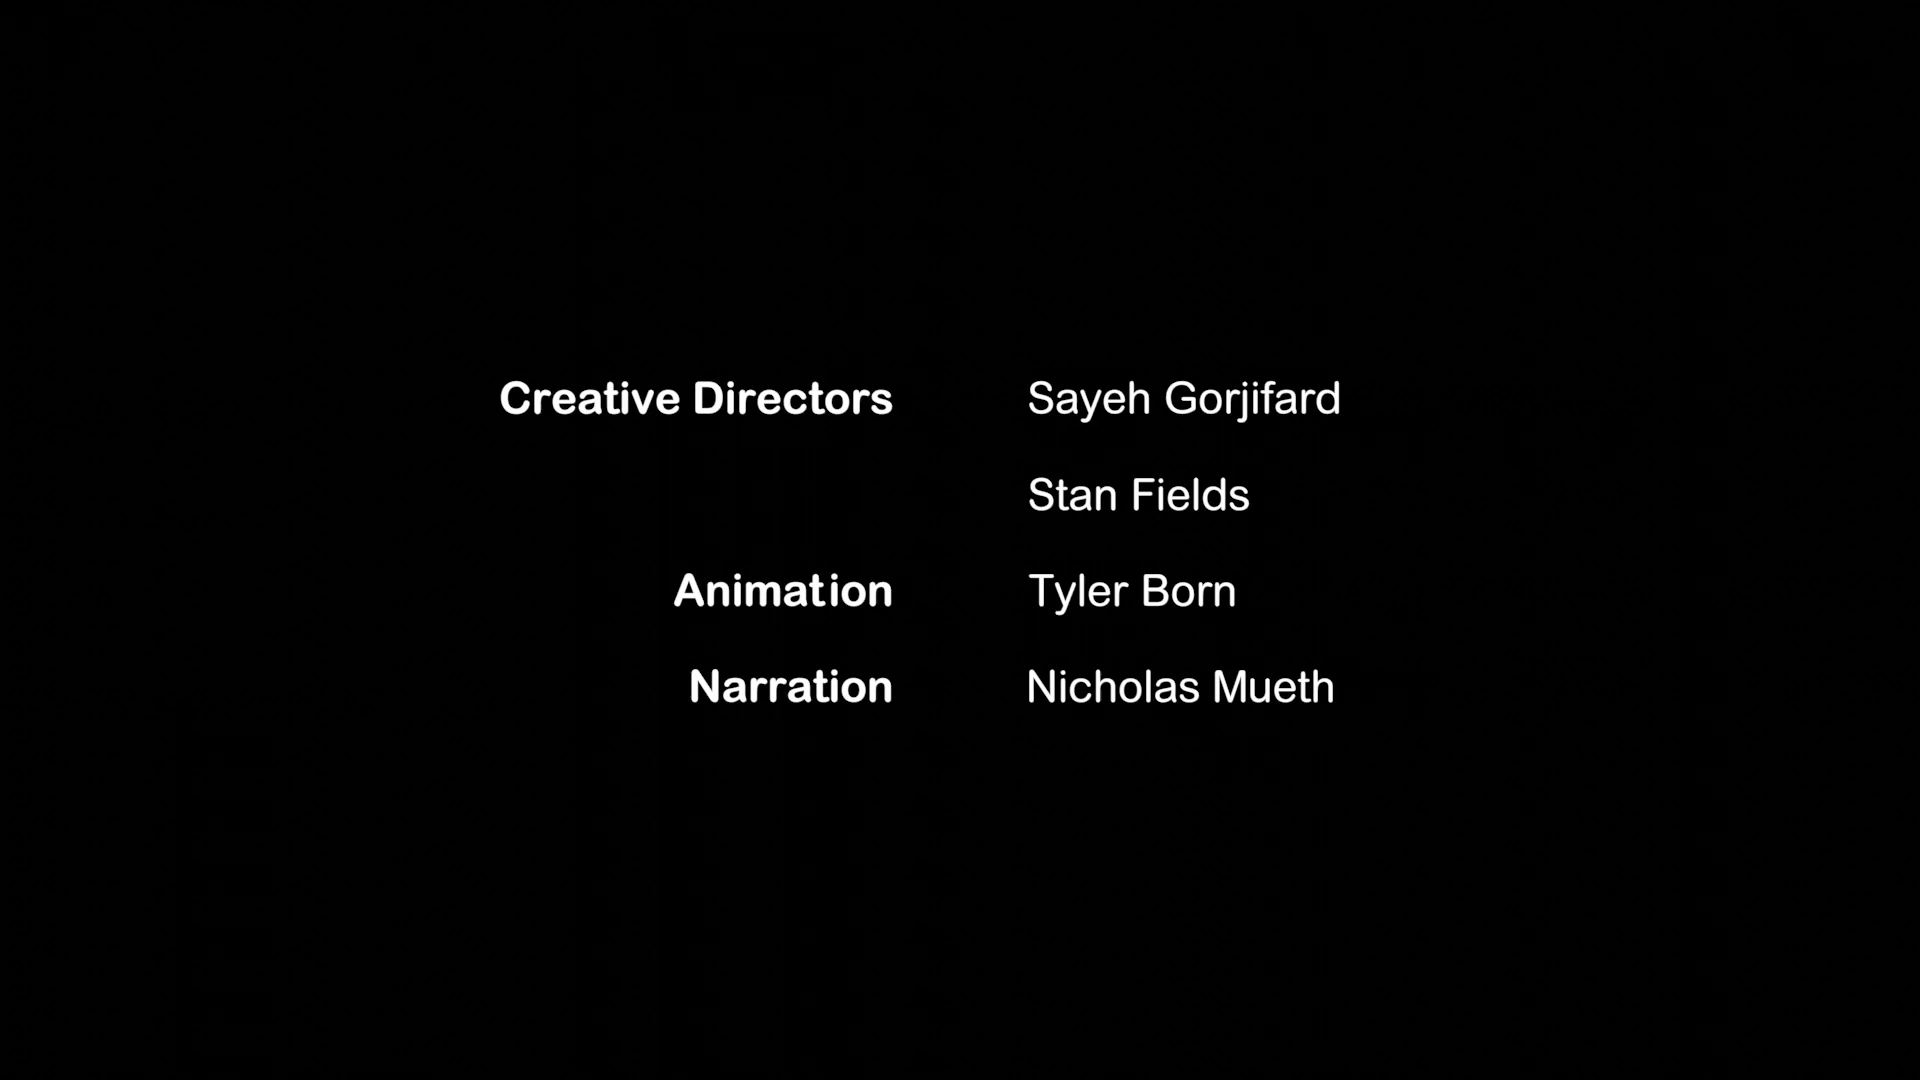 Creative Directors Sayeh Gorjifard
Stan Fields
Animation Tyler Born
Narration Nicholas Mueth